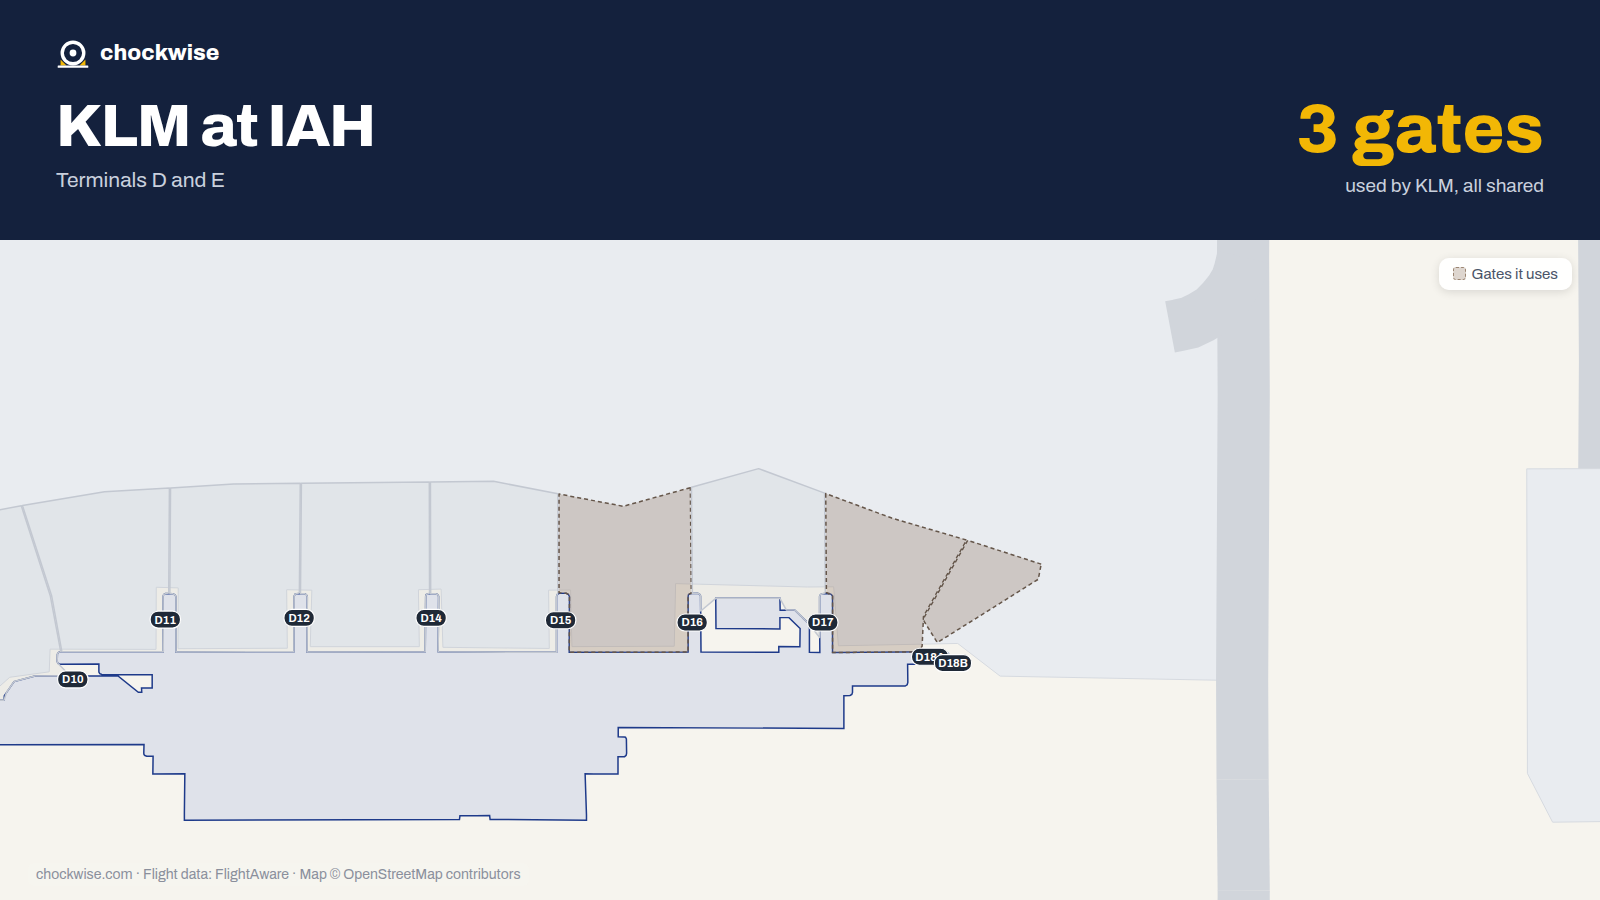 chockwise
KLM at IAH
Terminals D and E
3 gates
used by KLM, all shared
Gates it uses
D11
D12
D14
D15
D16
D17
D18B
D10
chockwise.com · Flight data: FlightAware · Map © OpenStreetMap contributors